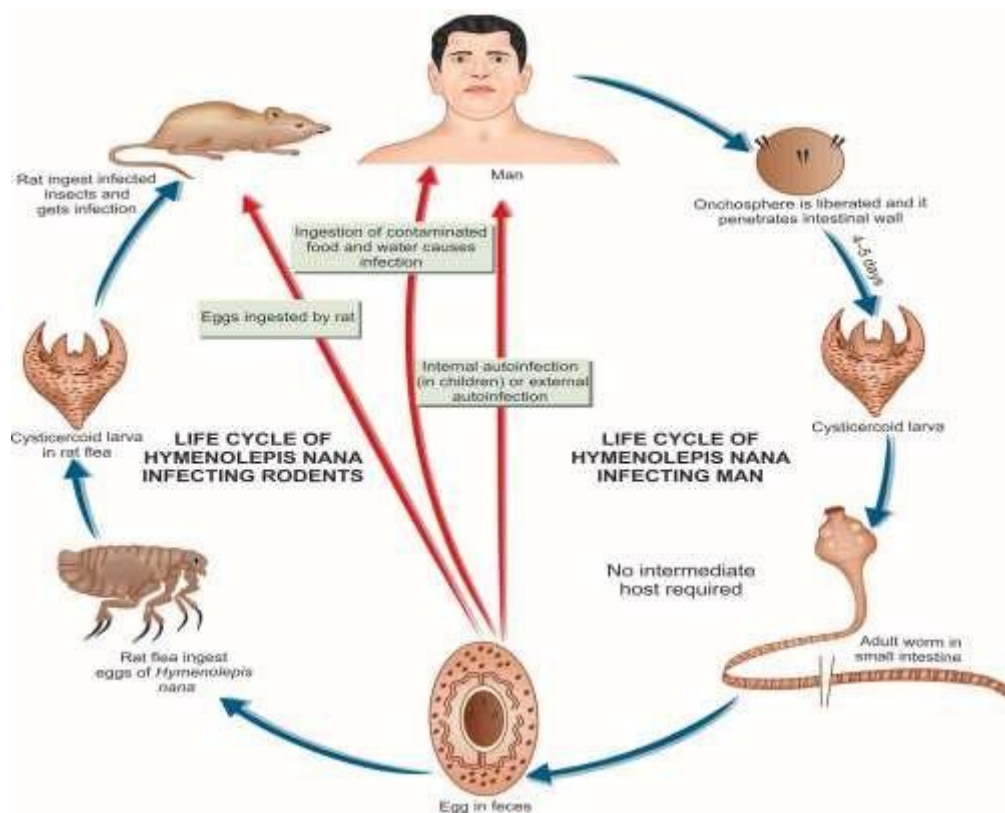 Man
Rat ingest infected
insects and
gets infection
Onchosphere is liberated and it
penetrates intestinal wall
Ingestion of contaminated
food and water causes
infection
4–5 days
Eggs ingested by rat
Internal autoinfection
(in children) or external
autoinfection
Cysticercoid larva
in rat flea
Cysticercoid larva
LIFE CYCLE OF
HYMENOLEPIS NANA
INFECTING RODENTS
LIFE CYCLE OF
HYMENOLEPIS NANA
INFECTING MAN
No intermediate
host required
Rat flea ingest
eggs of Hymenolepis
nana
Adult worm in
small intestine
Egg in feces